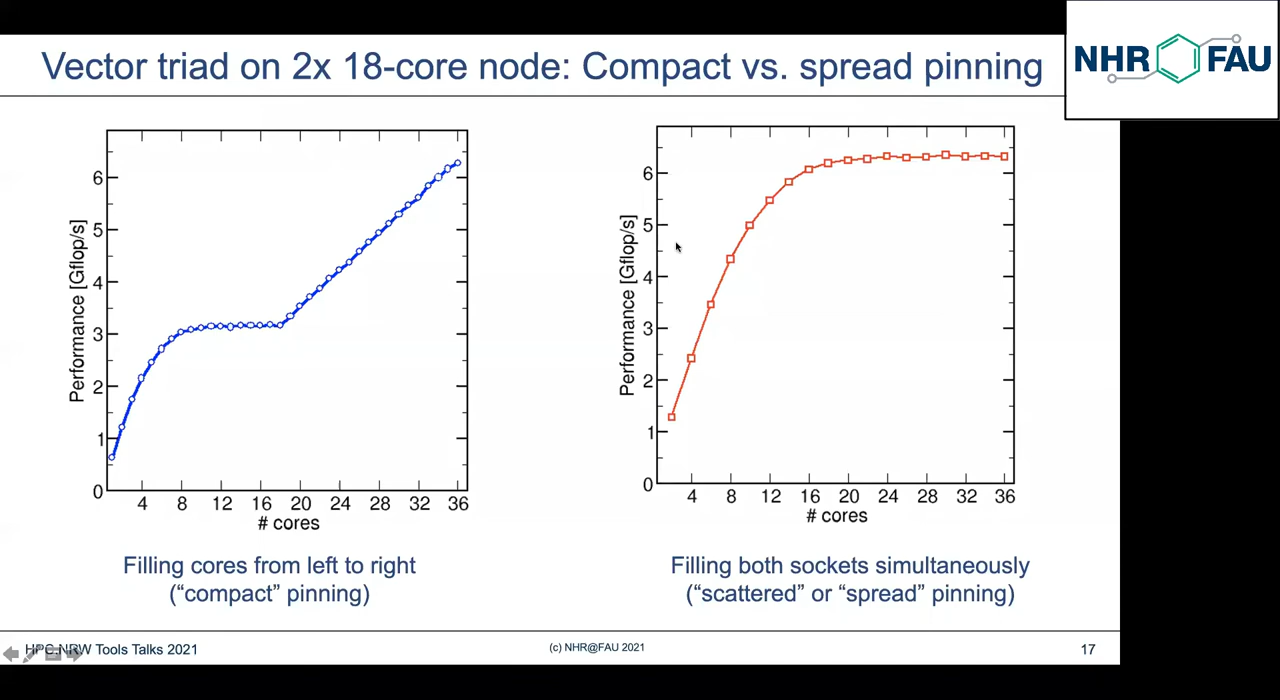 Vector triad on 2x 18-core node: Compact vs. spread pinning
NHR FAU
6
5
4
3
2
1
0
Performance [Gflop/s]
4 8 12 16 20 24 28 32 36
# cores
6
5
4
3
2
1
0
Performance [Gflop/s]
4 8 12 16 20 24 28 32 36
# cores
Filling cores from left to right
(“compact” pinning)
Filling both sockets simultaneously
(“scattered” or “spread” pinning)
HPC.NRW Tools Talks 2021
(c) NHR@FAU 2021
17